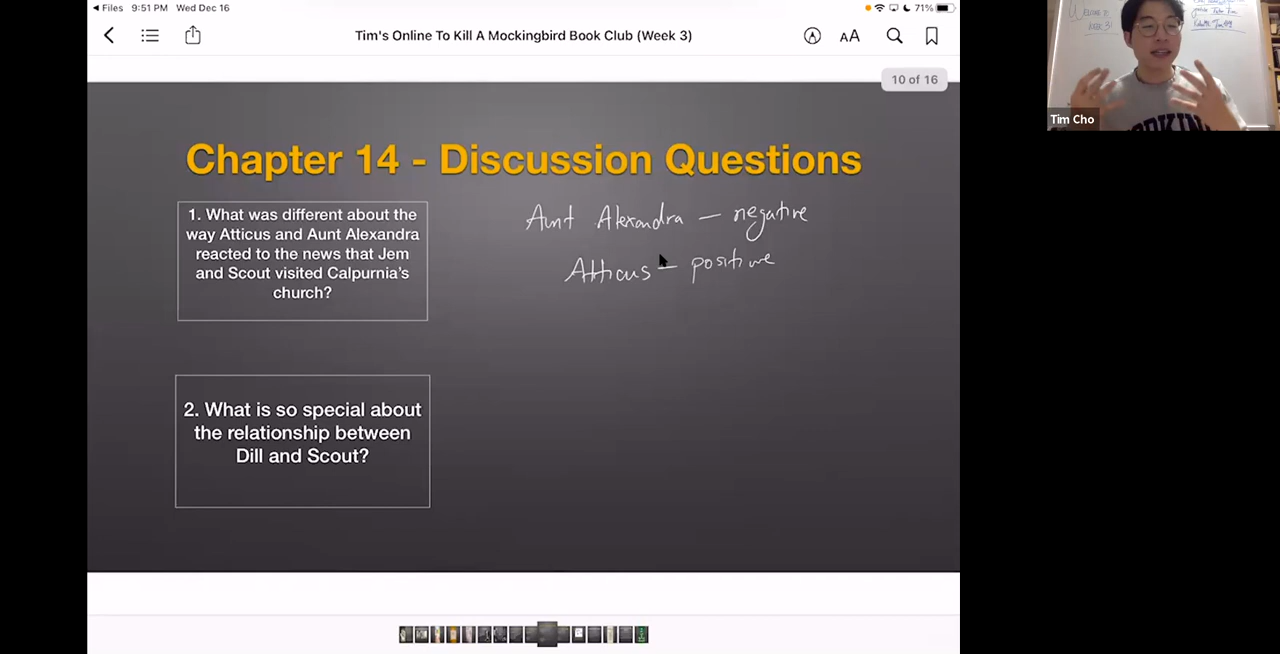 Files 9:51 PM Wed Dec 16
71%
Tim's Online To Kill A Mockingbird Book Club (Week 3)
AA
10 of 16
Tim Cho
Chapter 14 - Discussion Questions
1. What was different about the
way Atticus and Aunt Alexandra
reacted to the news that Jem
and Scout visited Calpurnia's
church?
Aunt Alexandra — negative
Atticus — positive
2. What is so special about
the relationship between
Dill and Scout?